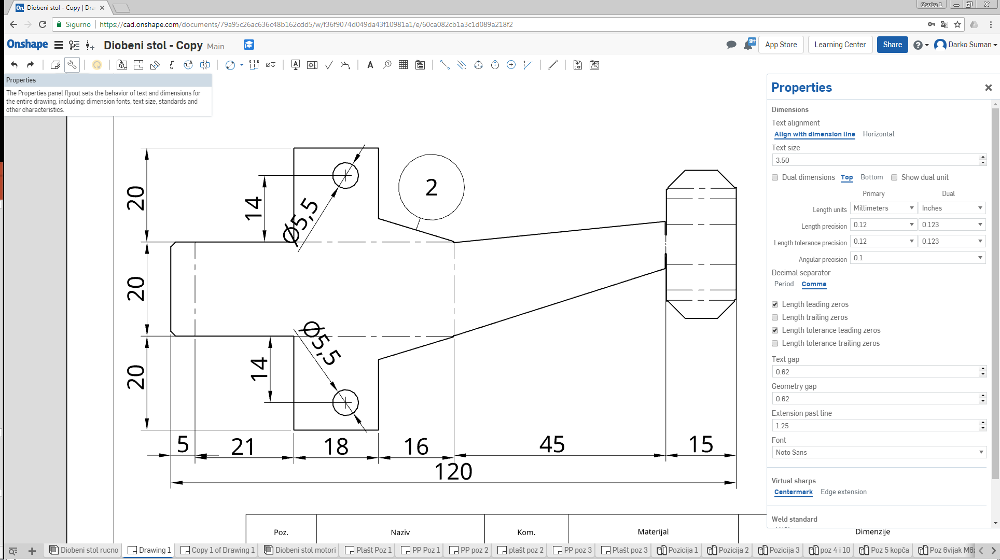 Diobeni stol - Copy | Dra
Osoba 1
Sigurno
https://cad.onshape.com/documents/79a95c26ac636c48b162cdd5/w/f36f9074d049da43f10981a1/e/60ca082cb1a3c1d089a218f2
Onshape
Diobeni stol - Copy Main
9+
App Store
Learning Center
Share
Darko Suman
Properties
The Properties panel flyout sets the behavior of text and dimensions for
the entire drawing, including: dimension fonts, text size, standards and
other characteristics.
20
14
Ø5,5
2
20
Ø5,5
14
20
5
21
18
16
45
15
120
Poz.
Naziv
Kom.
Materijal
Dimenzije
Properties
Dimensions
Text alignment
Align with dimension line Horizontal
Text size
3.50
Dual dimensions Top Bottom Show dual unit
Primary Dual
Length units Millimeters Inches
Length precision 0.12 0.123
Length tolerance precision 0.12 0.123
Angular precision 0.1
Decimal separator
Period Comma
Length leading zeros
Length trailing zeros
Length tolerance leading zeros
Length tolerance trailing zeros
Text gap
0.62
Geometry gap
0.62
Extension past line
1.25
Font
Noto Sans
Virtual sharps
Centermark Edge extension
Weld standard
Diobeni stol rucno
Drawing 1
Copy 1 of Drawing 1
Diobeni stol motori
Plašt Poz 1
PP Poz 1
PP poz 2
plašt poz 2
PP poz 3
Plašt poz 3
Pozicija 1
Pozicija 2
Pozicija 3
poz 4 i 10
Poz 5 kopča
Poz 6vijak M6x